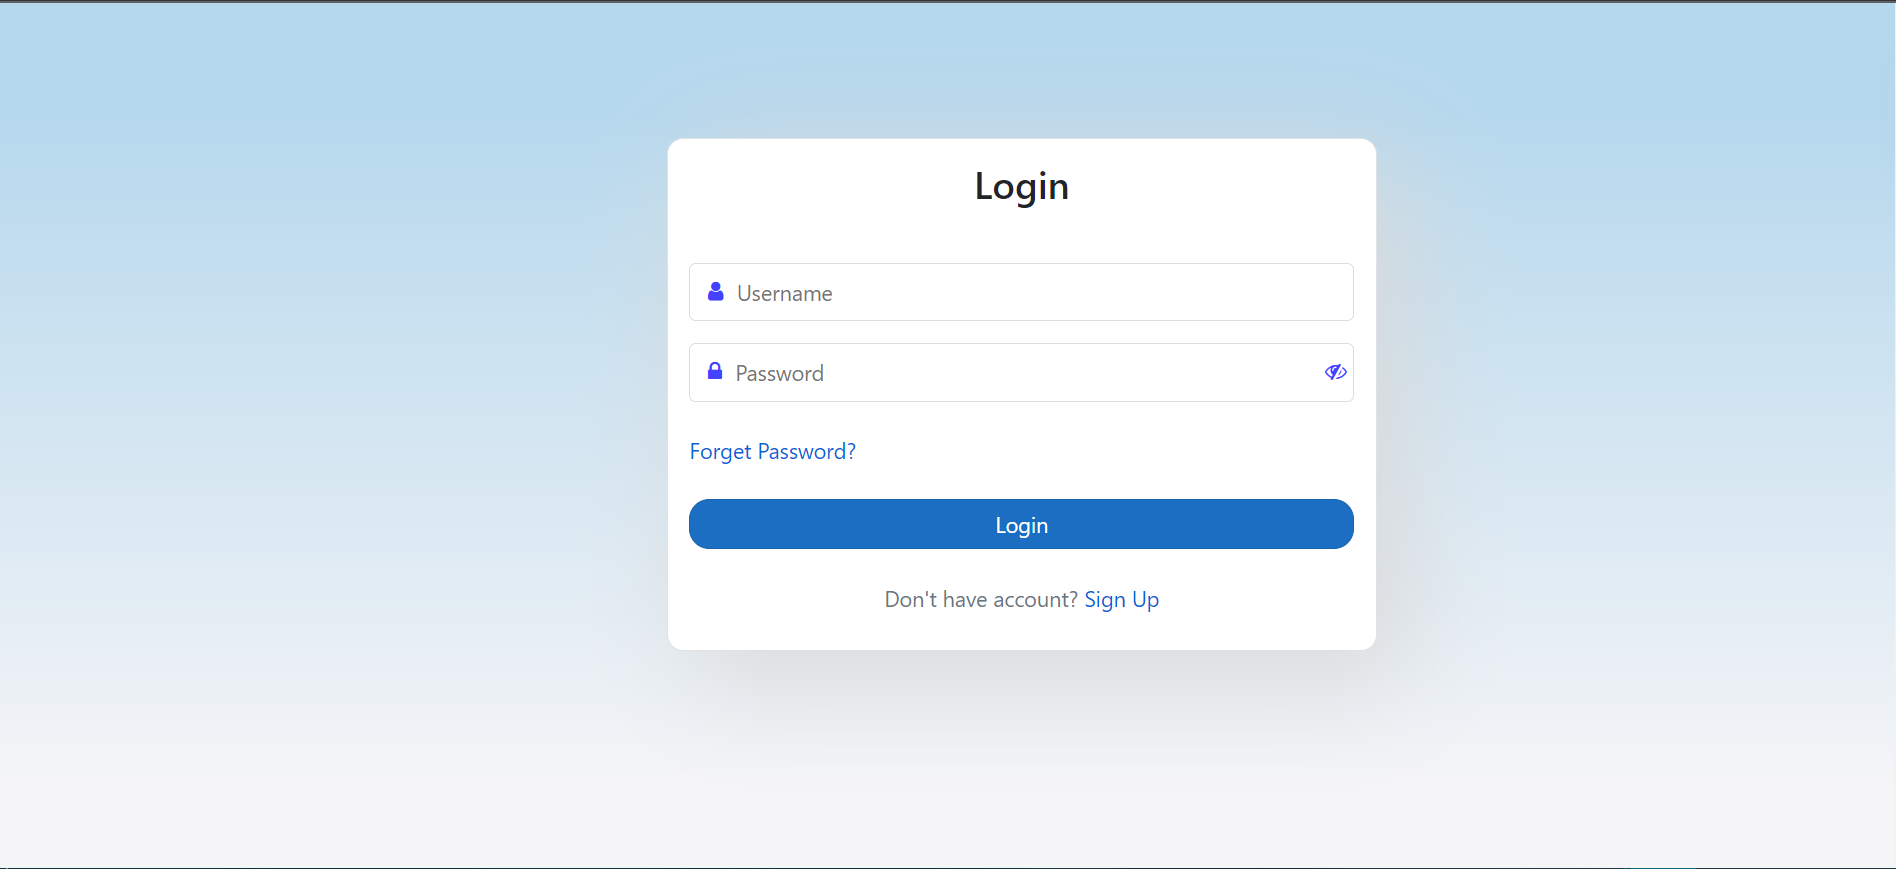 Login
Username
Password
Forget Password?
Login
Don't have account? Sign Up